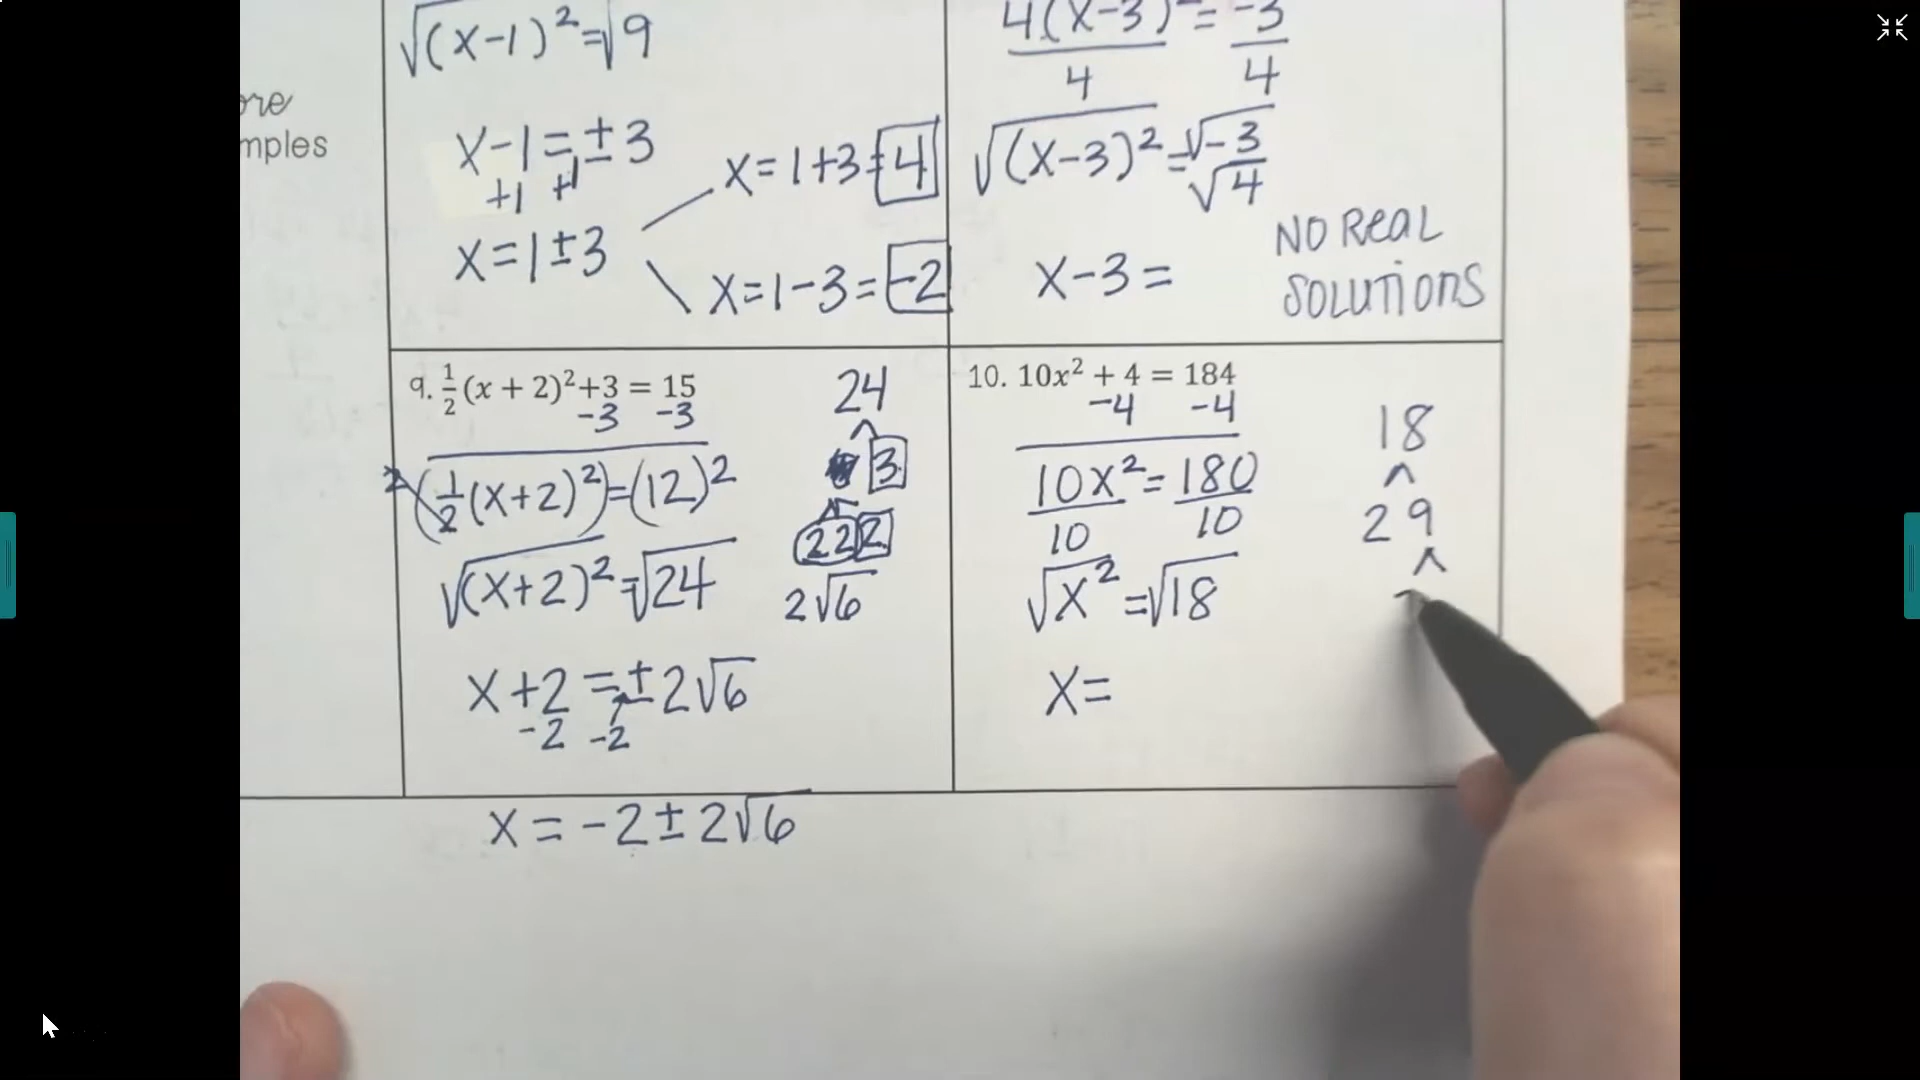 ore
mples
√(x-1)² = √9
x-1 = ±3
+1 +1
x = 1±3
x = 1+3 = 4
x = 1-3 = -2
4(x-3)² = -3
4 4
√(x-3)² = √-3
√4
x-3 =
NO Real
SOLUTIONS
9. ½(x + 2)²+3 = 15
-3 -3
2(½(x+2)²) = (12)2
√(x+2)² = √24
x+2 = ±2√6
-2 -2
x = -2 ± 2√6
24
3
2 2 2
2√6
10. 10x² + 4 = 184
-4 -4
10x² = 180
10 10
√x² = √18
x =
18
2 9